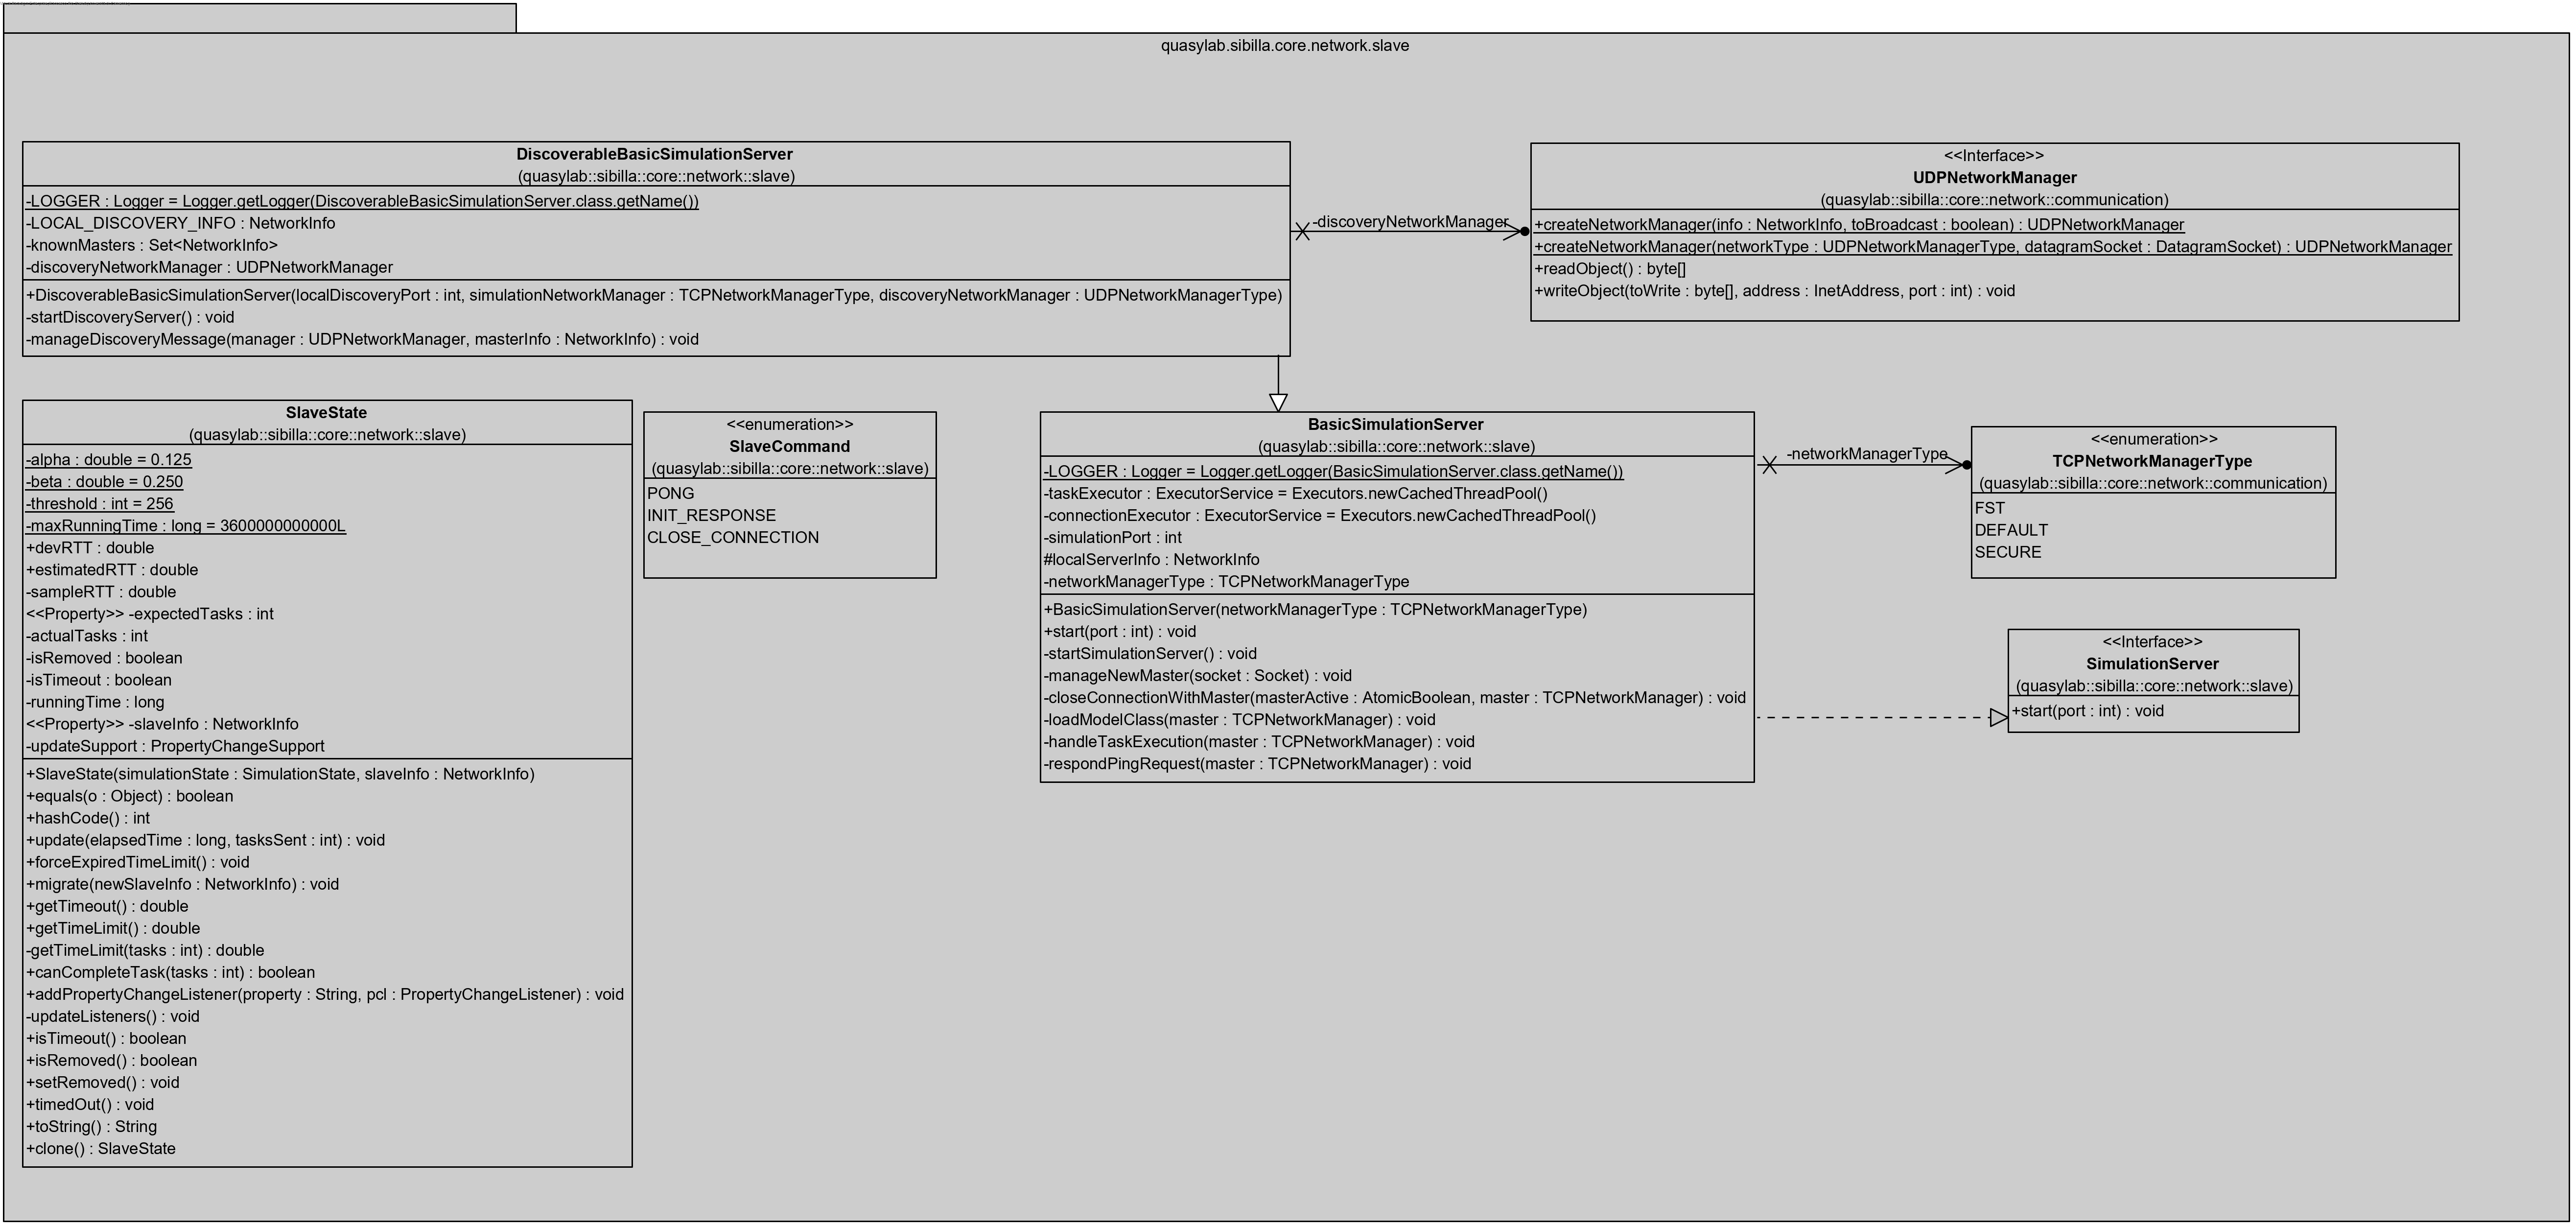 quasylab.sibilla.core.network.slave
DiscoverableBasicSimulationServer
(quasylab::sibilla::core::network::slave)
-LOGGER : Logger = Logger.getLogger(DiscoverableBasicSimulationServer.class.getName())
-LOCAL_DISCOVERY_INFO : NetworkInfo
-knownMasters : Set<NetworkInfo>
-discoveryNetworkManager : UDPNetworkManager
+DiscoverableBasicSimulationServer(localDiscoveryPort : int, simulationNetworkManager : TCPNetworkManagerType, discoveryNetworkManager : UDPNetworkManagerType)
-startDiscoveryServer() : void
-manageDiscoveryMessage(manager : UDPNetworkManager, masterInfo : NetworkInfo) : void
-discoveryNetworkManager
<<Interface>>
UDPNetworkManager
(quasylab::sibilla::core::network::communication)
+createNetworkManager(info : NetworkInfo, toBroadcast : boolean) : UDPNetworkManager
+createNetworkManager(networkType : UDPNetworkManagerType, datagramSocket : DatagramSocket) : UDPNetworkManager
+readObject() : byte[]
+writeObject(toWrite : byte[], address : InetAddress, port : int) : void
SlaveState
(quasylab::sibilla::core::network::slave)
-alpha : double = 0.125
-beta : double = 0.250
-threshold : int = 256
-maxRunningTime : long = 3600000000000L
+devRTT : double
+estimatedRTT : double
-sampleRTT : double
<<Property>> -expectedTasks : int
-actualTasks : int
-isRemoved : boolean
-isTimeout : boolean
-runningTime : long
<<Property>> -slaveInfo : NetworkInfo
-updateSupport : PropertyChangeSupport
+SlaveState(simulationState : SimulationState, slaveInfo : NetworkInfo)
+equals(o : Object) : boolean
+hashCode() : int
+update(elapsedTime : long, tasksSent : int) : void
+forceExpiredTimeLimit() : void
+migrate(newSlaveInfo : NetworkInfo) : void
+getTimeout() : double
+getTimeLimit() : double
-getTimeLimit(tasks : int) : double
+canCompleteTask(tasks : int) : boolean
+addPropertyChangeListener(property : String, pcl : PropertyChangeListener) : void
-updateListeners() : void
+isTimeout() : boolean
+isRemoved() : boolean
+setRemoved() : void
+timedOut() : void
+toString() : String
+clone() : SlaveState
<<enumeration>>
SlaveCommand
(quasylab::sibilla::core::network::slave)
PONG
INIT_RESPONSE
CLOSE_CONNECTION
BasicSimulationServer
(quasylab::sibilla::core::network::slave)
-LOGGER : Logger = Logger.getLogger(BasicSimulationServer.class.getName())
-taskExecutor : ExecutorService = Executors.newCachedThreadPool()
-connectionExecutor : ExecutorService = Executors.newCachedThreadPool()
-simulationPort : int
#localServerInfo : NetworkInfo
-networkManagerType : TCPNetworkManagerType
+BasicSimulationServer(networkManagerType : TCPNetworkManagerType)
+start(port : int) : void
-startSimulationServer() : void
-manageNewMaster(socket : Socket) : void
-closeConnectionWithMaster(masterActive : AtomicBoolean, master : TCPNetworkManager) : void
-loadModelClass(master : TCPNetworkManager) : void
-handleTaskExecution(master : TCPNetworkManager) : void
-respondPingRequest(master : TCPNetworkManager) : void
-networkManagerType
<<enumeration>>
TCPNetworkManagerType
(quasylab::sibilla::core::network::communication)
FST
DEFAULT
SECURE
<<Interface>>
SimulationServer
(quasylab::sibilla::core::network::slave)
+start(port : int) : void